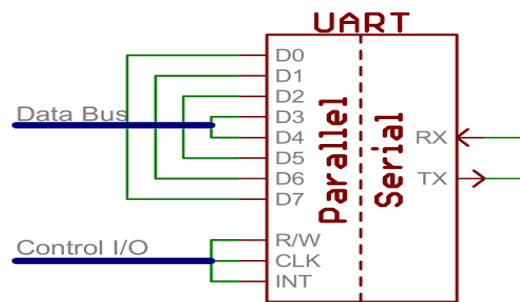 UART
D0
D1
D2
Data Bus
D3
D4
D5
D6
D7
Parallel
Serial
RX
TX
Control I/O
R/W
CLK
INT